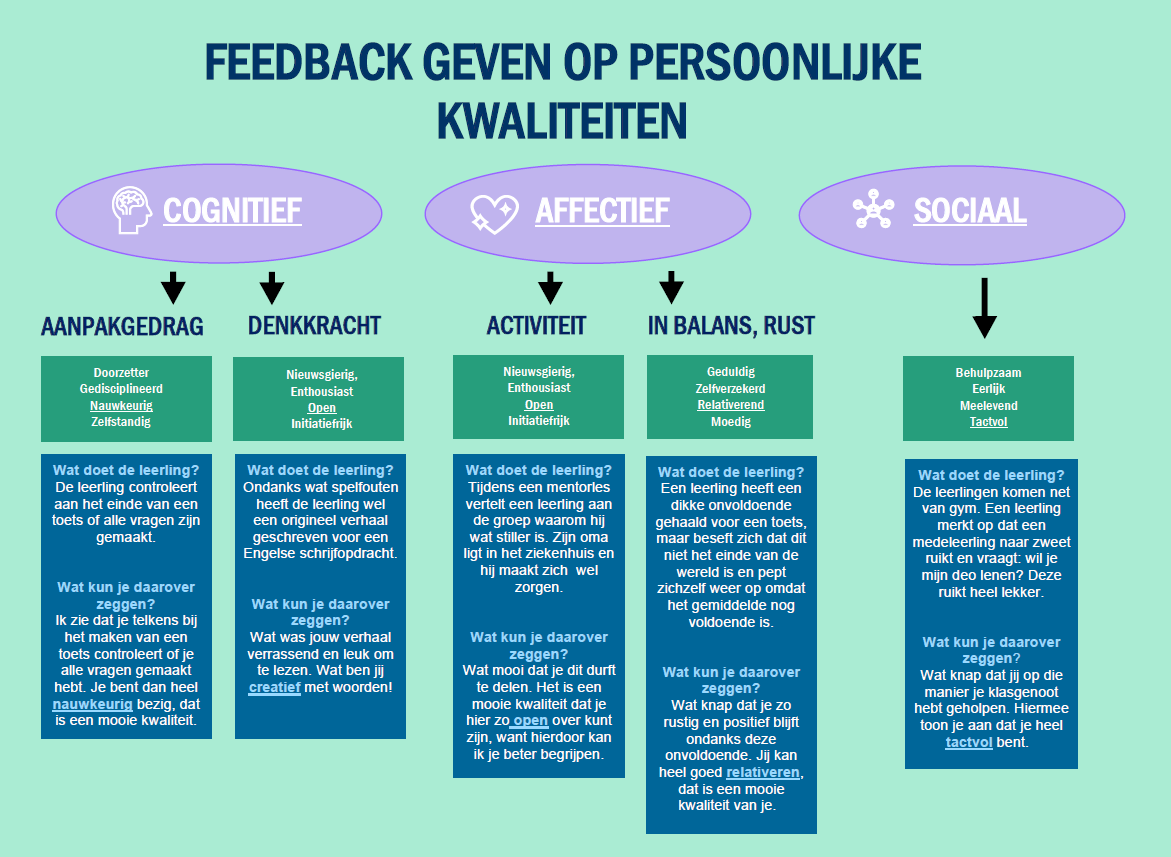 FEEDBACK GEVEN OP PERSOONLIJKE
KWALITEITEN
COGNITIEF
AFFECTIEF
SOCIAAL
AANPAKGEDRAG
DENKKRACHT
ACTIVITEIT
IN BALANS, RUST
Doorzetter
Gedisciplineerd
Nauwkeurig
Zelfstandig
Nieuwsgierig,
Enthousiast
Open
Initiatiefrijk
Nieuwsgierig,
Enthousiast
Open
Initiatiefrijk
Geduldig
Zelfverzekerd
Relativerend
Moedig
Behulpzaam
Eerlijk
Meelevend
Tactvol
Wat doet de leerling?
De leerling controleert
aan het einde van een
toets of alle vragen zijn
gemaakt.
Wat kun je daarover
zeggen?
Ik zie dat je telkens bij
het maken van een
toets controleert of je
alle vragen gemaakt
hebt. Je bent dan heel
nauwkeurig bezig, dat
is een mooie kwaliteit.
Wat doet de leerling?
Ondanks wat spelfouten
heeft de leerling wel
een origineel verhaal
geschreven voor een
Engelse schrijfopdracht.
Wat kun je daarover
zeggen?
Wat was jouw verhaal
verrassend en leuk om
te lezen. Wat ben jij
creatief met woorden!
Wat doet de leerling?
Tijdens een mentorles
vertelt een leerling aan
de groep waarom hij
wat stiller is. Zijn oma
ligt in het ziekenhuis en
hij maakt zich wel
zorgen.
Wat kun je daarover
zeggen?
Wat mooi dat je dit durft
te delen. Het is een
mooie kwaliteit dat je
hier zo open over kunt
zijn, want hierdoor kan
ik je beter begrijpen.
Wat doet de leerling?
Een leerling heeft een
dikke onvoldoende
gehaald voor een toets,
maar beseft zich dat dit
niet het einde van de
wereld is en pept
zichzelf weer op omdat
het gemiddelde nog
voldoende is.
Wat kun je daarover
zeggen?
Wat knap dat je zo
rustig en positief blijft
ondanks deze
onvoldoende. Jij kan
heel goed relativeren,
dat is een mooie
kwaliteit van je.
Wat doet de leerling?
De leerlingen komen net
van gym. Een leerling
merkt op dat een
medeleerling naar zweet
ruikt en vraagt: wil je
mijn deo lenen? Deze
ruikt heel lekker.
Wat kun je daarover
zeggen?
Wat knap dat jij op die
manier je klasgenoot
hebt geholpen. Hiermee
toon je aan dat je heel
tactvol bent.